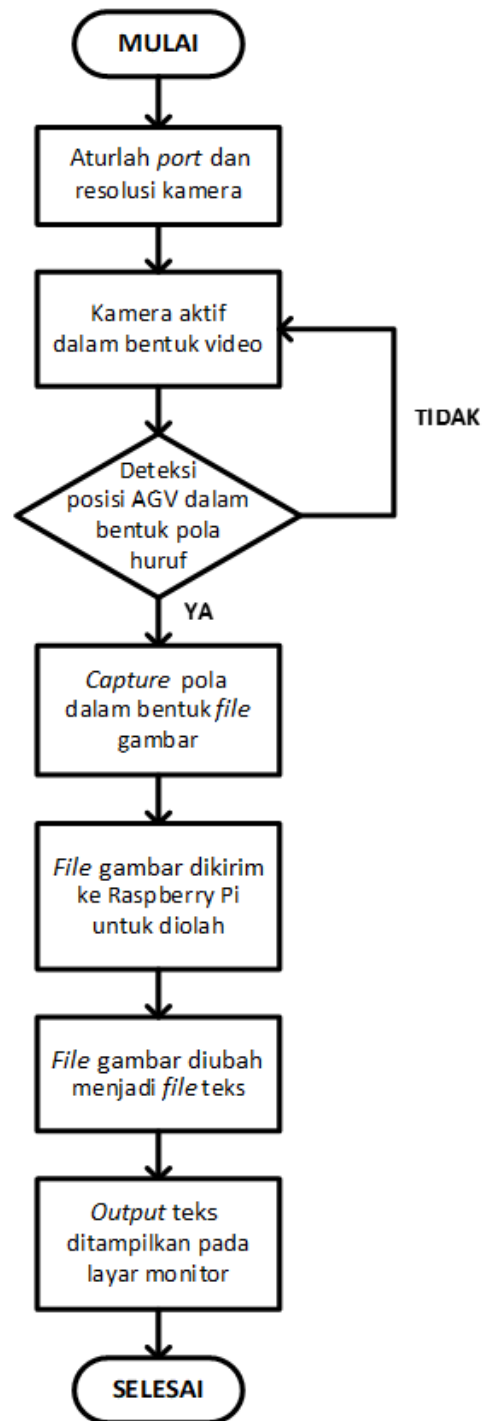 MULAI
Aturlah port dan
resolusi kamera
Kamera aktif
dalam bentuk video
TIDAK
Deteksi
posisi AGV dalam
bentuk pola
huruf
YA
Capture pola
dalam bentuk file
gambar
File gambar dikirim
ke Raspberry Pi
untuk diolah
File gambar diubah
menjadi file teks
Output teks
ditampilkan pada
layar monitor
SELESAI